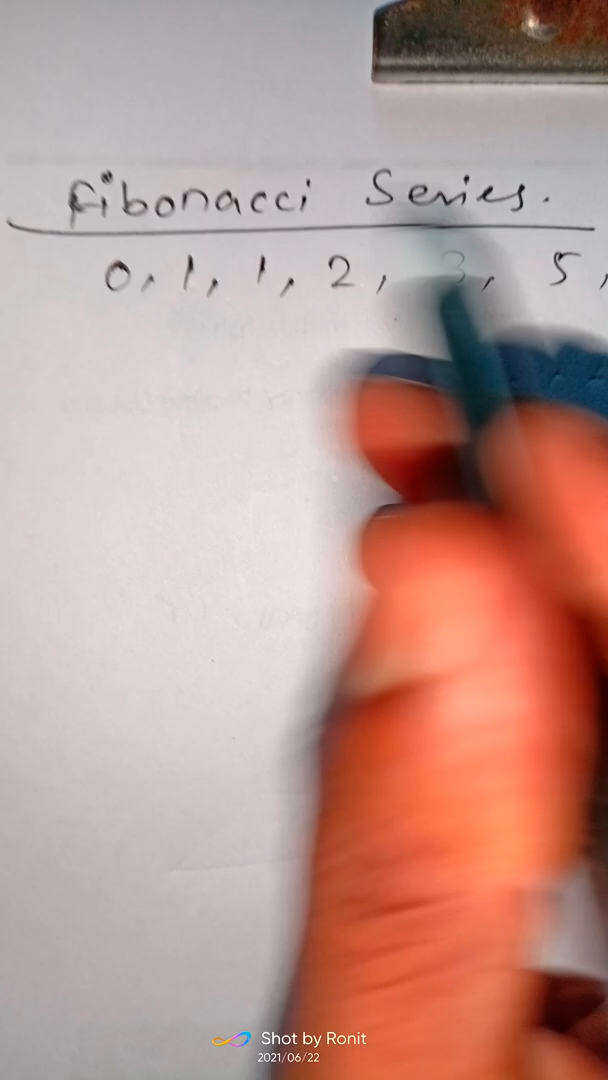 Fibonacci Series.
0, 1, 1, 2, 3, 5,
Shot by Ronit
2021/06/22